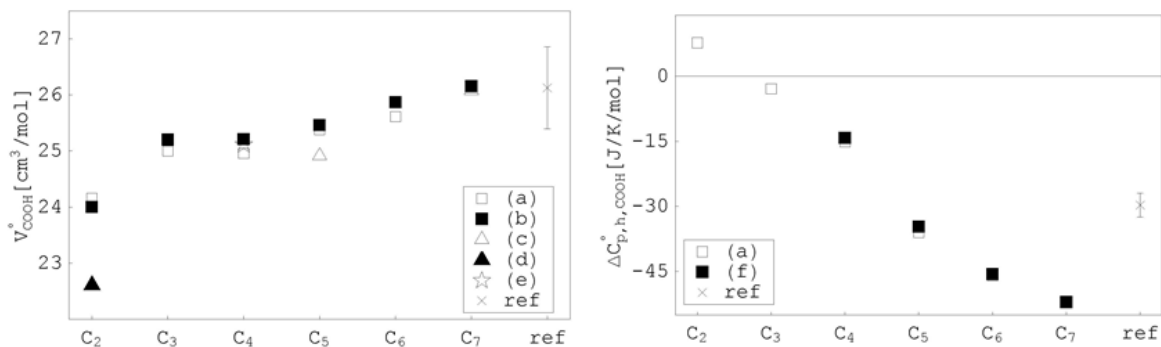 27
26
25
24
23
V°COOH[cm³/mol]
(a)
(b)
(c)
(d)
(e)
ref
C₂ C₃ C₄ C₅ C₆ C₇ ref
0
-15
-30
-45
ΔC°p,h,COOH[J/K/mol]
(a)
(f)
ref
C₂ C₃ C₄ C₅ C₆ C₇ ref